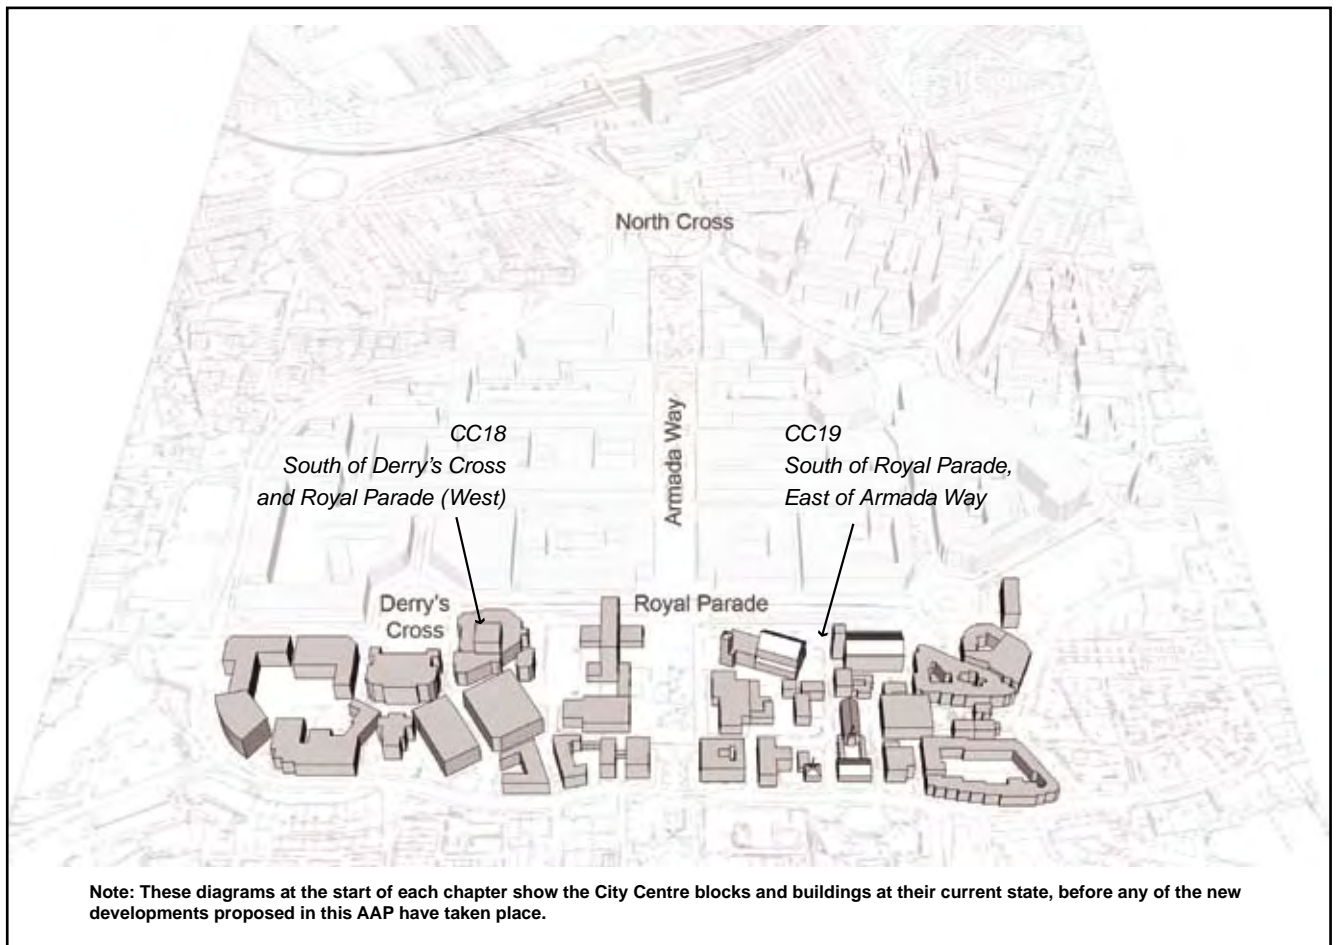 North Cross
Armada Way
CC18
South of Derry's Cross
and Royal Parade (West)
CC19
South of Royal Parade,
East of Armada Way
Derry's
Cross
Royal Parade
Note: These diagrams at the start of each chapter show the City Centre blocks and buildings at their current state, before any of the new
developments proposed in this AAP have taken place.